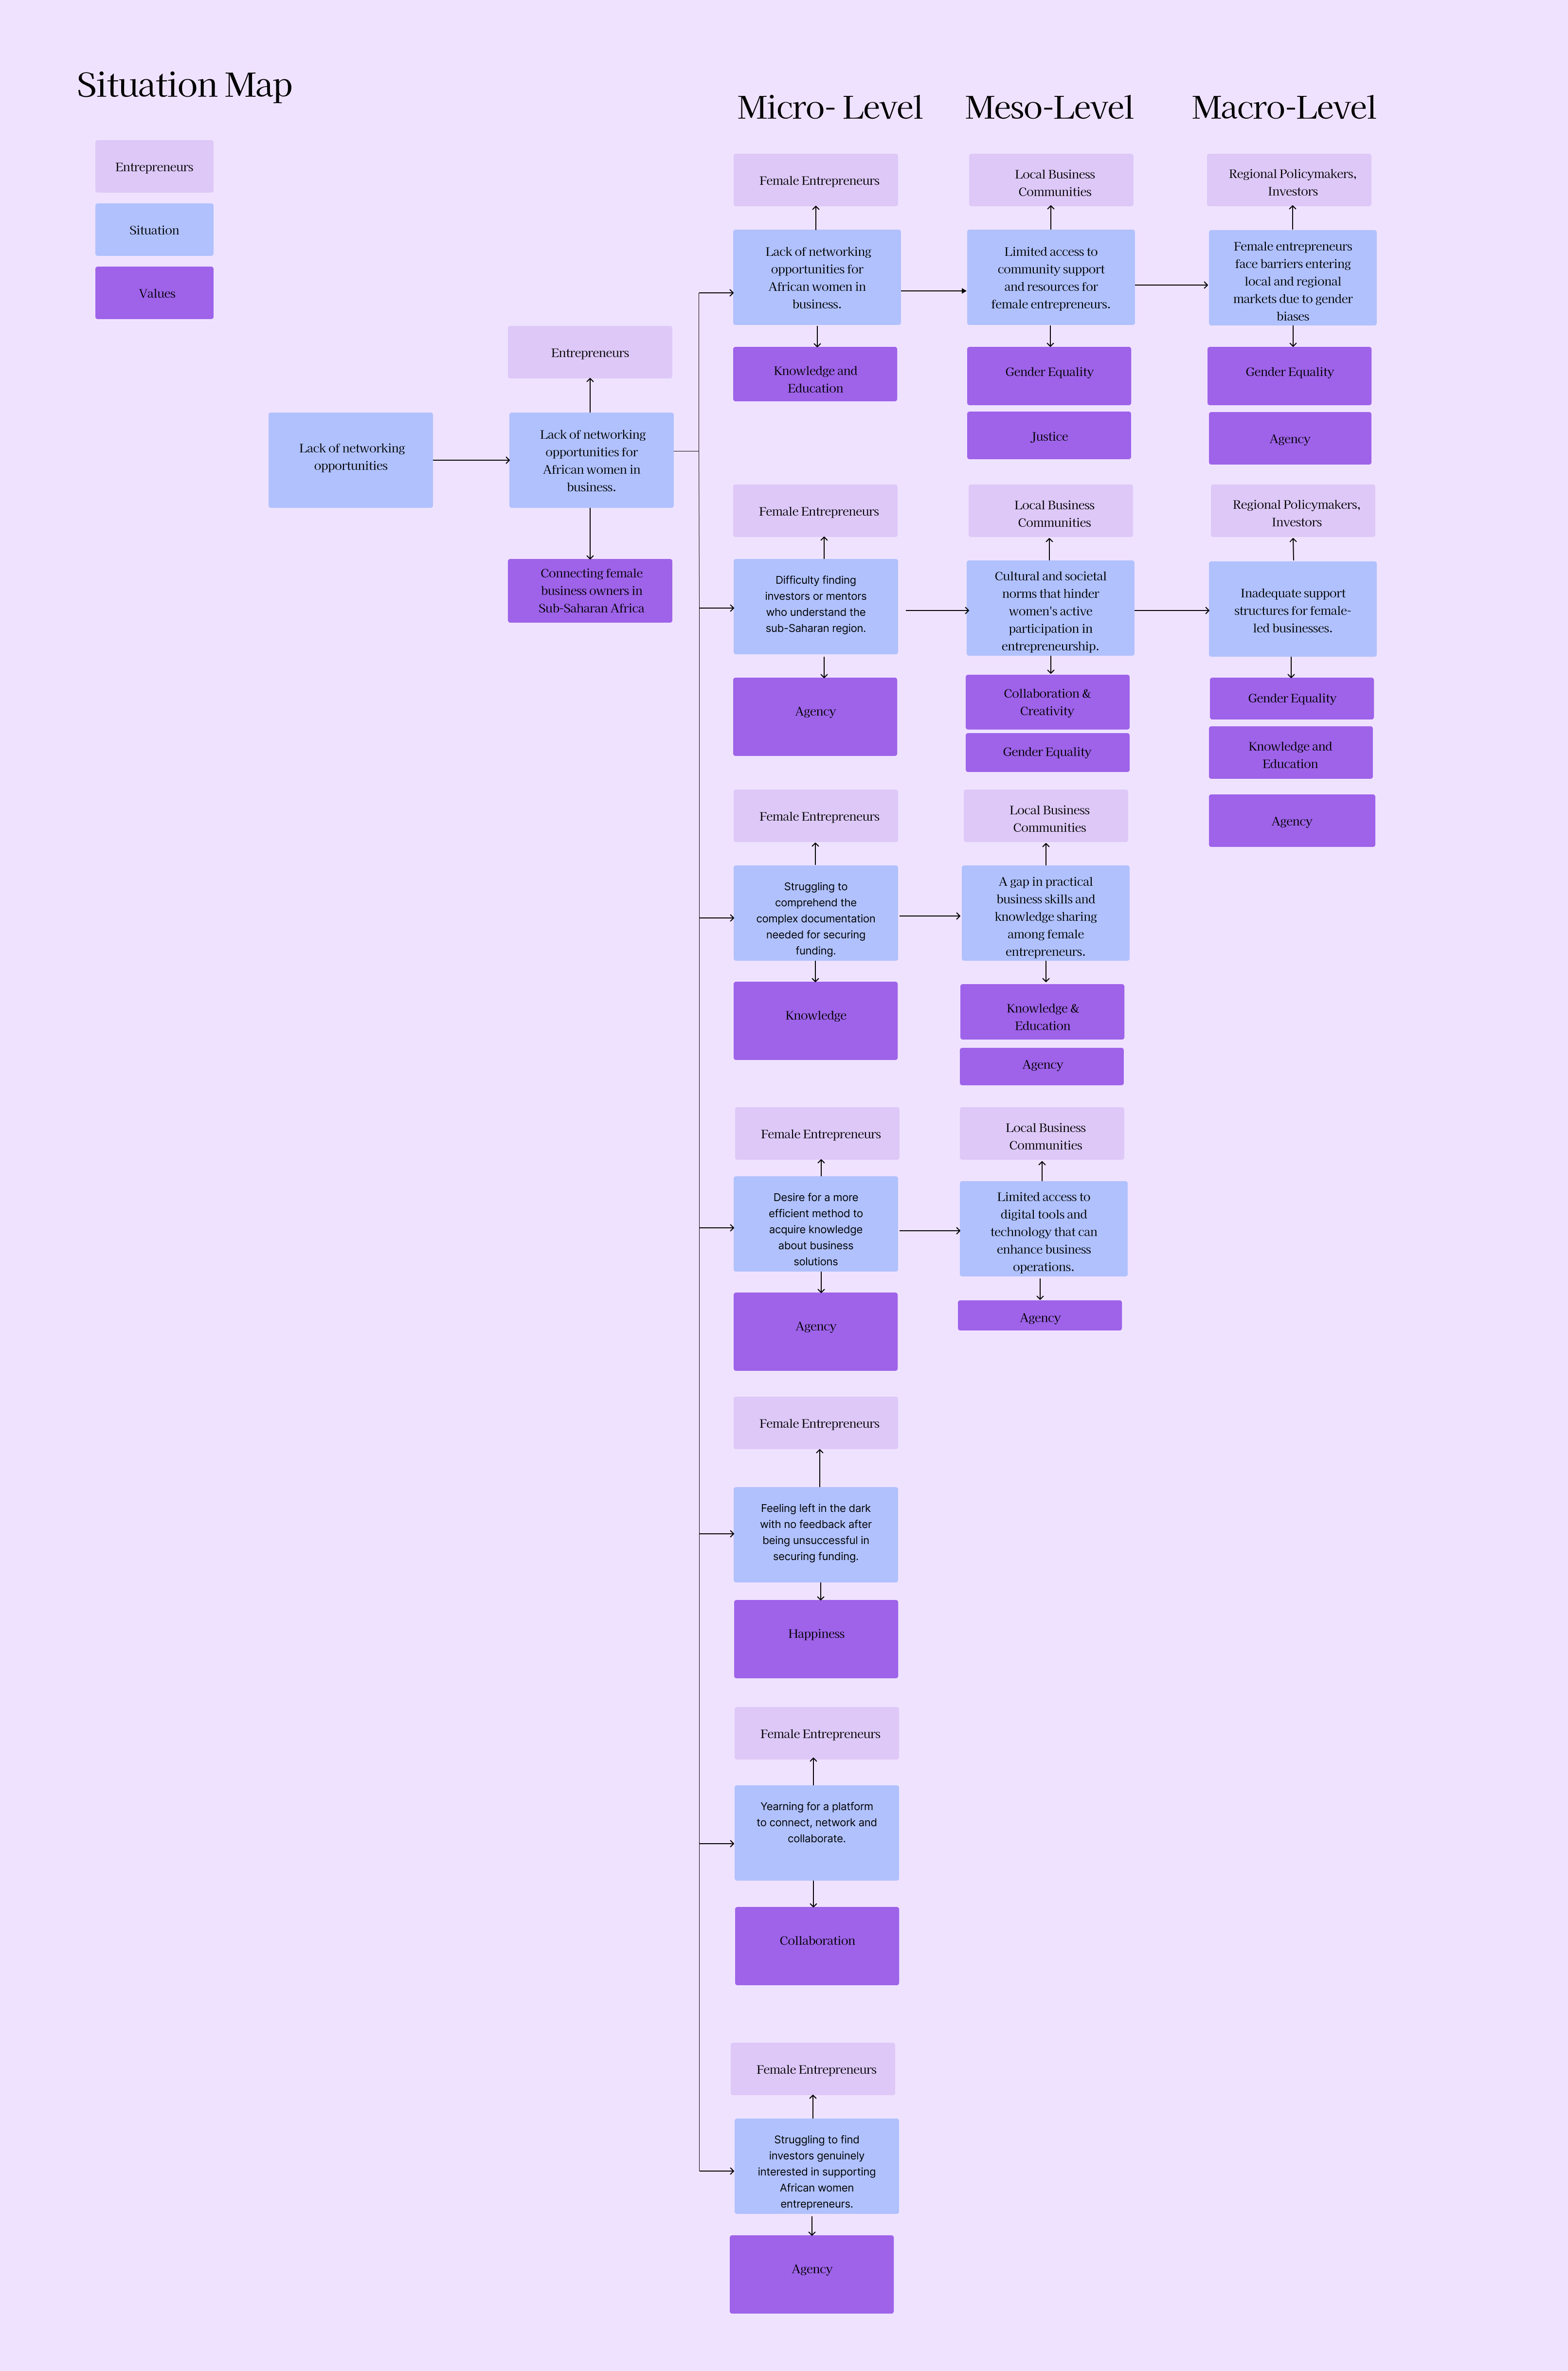 Situation Map
Micro- Level
Meso-Level
Macro-Level
Entrepreneurs
Situation
Values
Lack of networking
opportunities
Entrepreneurs
Lack of networking
opportunities for
African women in
business.
Connecting female
business owners in
Sub-Saharan Africa
Female Entrepreneurs
Lack of networking
opportunities for
African women in
business.
Knowledge and
Education
Local Business
Communities
Limited access to
community support
and resources for
female entrepreneurs.
Gender Equality
Justice
Regional Policymakers,
Investors
Female entrepreneurs
face barriers entering
local and regional
markets due to gender
biases
Gender Equality
Agency
Female Entrepreneurs
Difficulty finding
investors or mentors
who understand the
sub-Saharan region.
Agency
Local Business
Communities
Cultural and societal
norms that hinder
women's active
participation in
entrepreneurship.
Collaboration &
Creativity
Gender Equality
Regional Policymakers,
Investors
Inadequate support
structures for female-
led businesses.
Gender Equality
Knowledge and
Education
Agency
Female Entrepreneurs
Struggling to
comprehend the
complex documentation
needed for securing
funding.
Knowledge
Local Business
Communities
A gap in practical
business skills and
knowledge sharing
among female
entrepreneurs.
Knowledge &
Education
Agency
Female Entrepreneurs
Desire for a more
efficient method to
acquire knowledge
about business
solutions
Agency
Local Business
Communities
Limited access to
digital tools and
technology that can
enhance business
operations.
Agency
Female Entrepreneurs
Feeling left in the dark
with no feedback after
being unsuccessful in
securing funding.
Happiness
Female Entrepreneurs
Yearning for a platform
to connect, network and
collaborate.
Collaboration
Female Entrepreneurs
Struggling to find
investors genuinely
interested in supporting
African women
entrepreneurs.
Agency